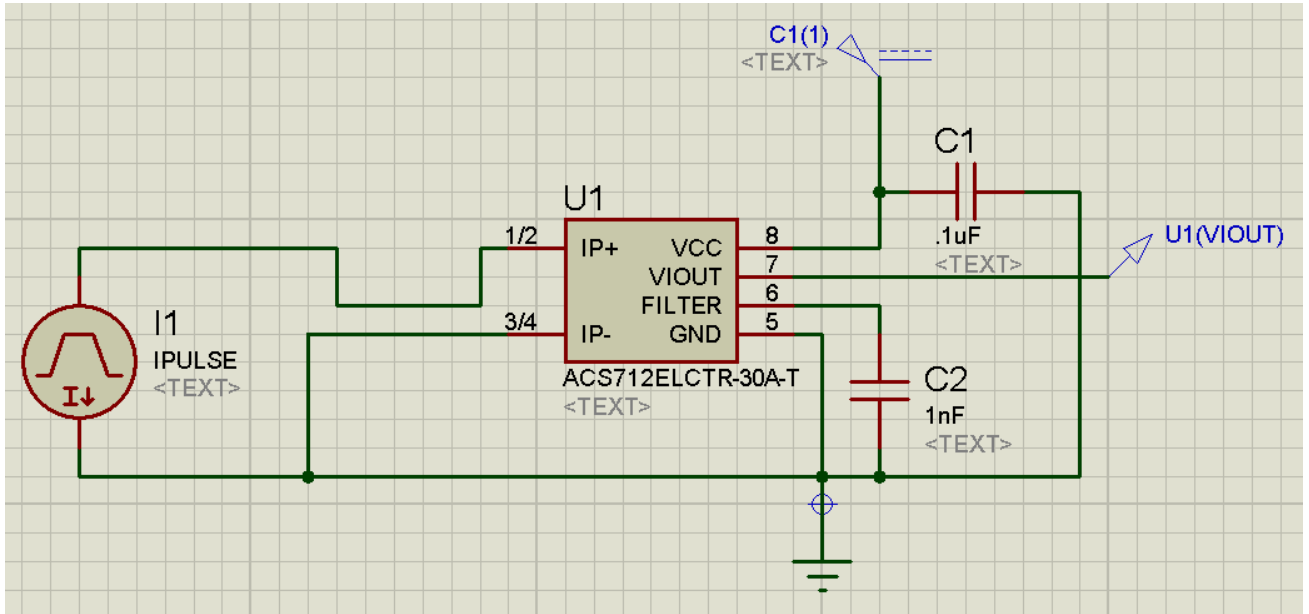 C1(1)
<TEXT>
C1
.1uF
<TEXT>
U1(VIOUT)
U1
1/2
IP+
VCC
8
VIOUT
7
FILTER
6
3/4
IP-
GND
5
ACS712ELCTR-30A-T
<TEXT>
I1
IPULSE
<TEXT>
I↓
C2
1nF
<TEXT>